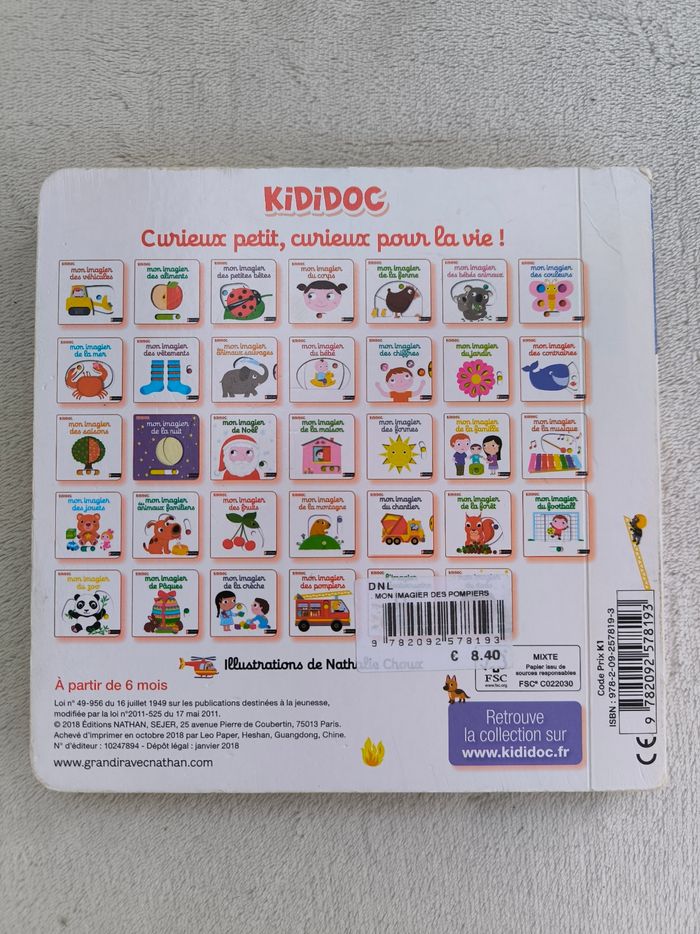 KiDiDOC
Curieux petit, curieux pour la vie !
mon imagier des véhicules
mon imagier des aliments
mon imagier des petites bêtes
mon imagier du corps
mon imagier de la ferme
mon imagier des bébés animaux
mon imagier des couleurs
mon imagier de la mer
mon imagier des vêtements
mon imagier animaux sauvages
mon imagier du bébé
mon imagier des chiffres
mon imagier du jardin
mon imagier des contraires
mon imagier des saisons
mon imagier de la nuit
mon imagier de Noël
mon imagier de la maison
mon imagier des formes
mon imagier de la famille
mon imagier de la musique
mon imagier des jouets
mon imagier animaux familiers
mon imagier des fruits
mon imagier de la montagne
mon imagier du chantier
mon imagier de la forêt
mon imagier du football
mon imagier du zoo
mon imagier de Pâques
mon imagier de la crèche
mon imagier des pompiers
DNL
MON IMAGIER DES POMPIERS
9 782092 578193
€ 8.40
Illustrations de Nathalie Choux
À partir de 6 mois
Loi n° 49-956 du 16 juillet 1949 sur les publications destinées à la jeunesse,
modifiée par la loi n°2011-525 du 17 mai 2011.
© 2018 Éditions NATHAN, SEJER, 25 avenue Pierre de Coubertin, 75013 Paris.
Achevé d'imprimer en octobre 2018 par Leo Paper, Heshan, Guangdong, Chine.
N° d'éditeur : 10247894 - Dépôt légal : janvier 2018
www.grandiravecnathan.com
FSC
www.fsc.org
MIXTE
Papier issu de
sources responsables
FSC® C022030
Retrouve
la collection sur
www.kididoc.fr
Code Prix K1
ISBN : 978-2-09-257819-3
9 782092 578193
CE